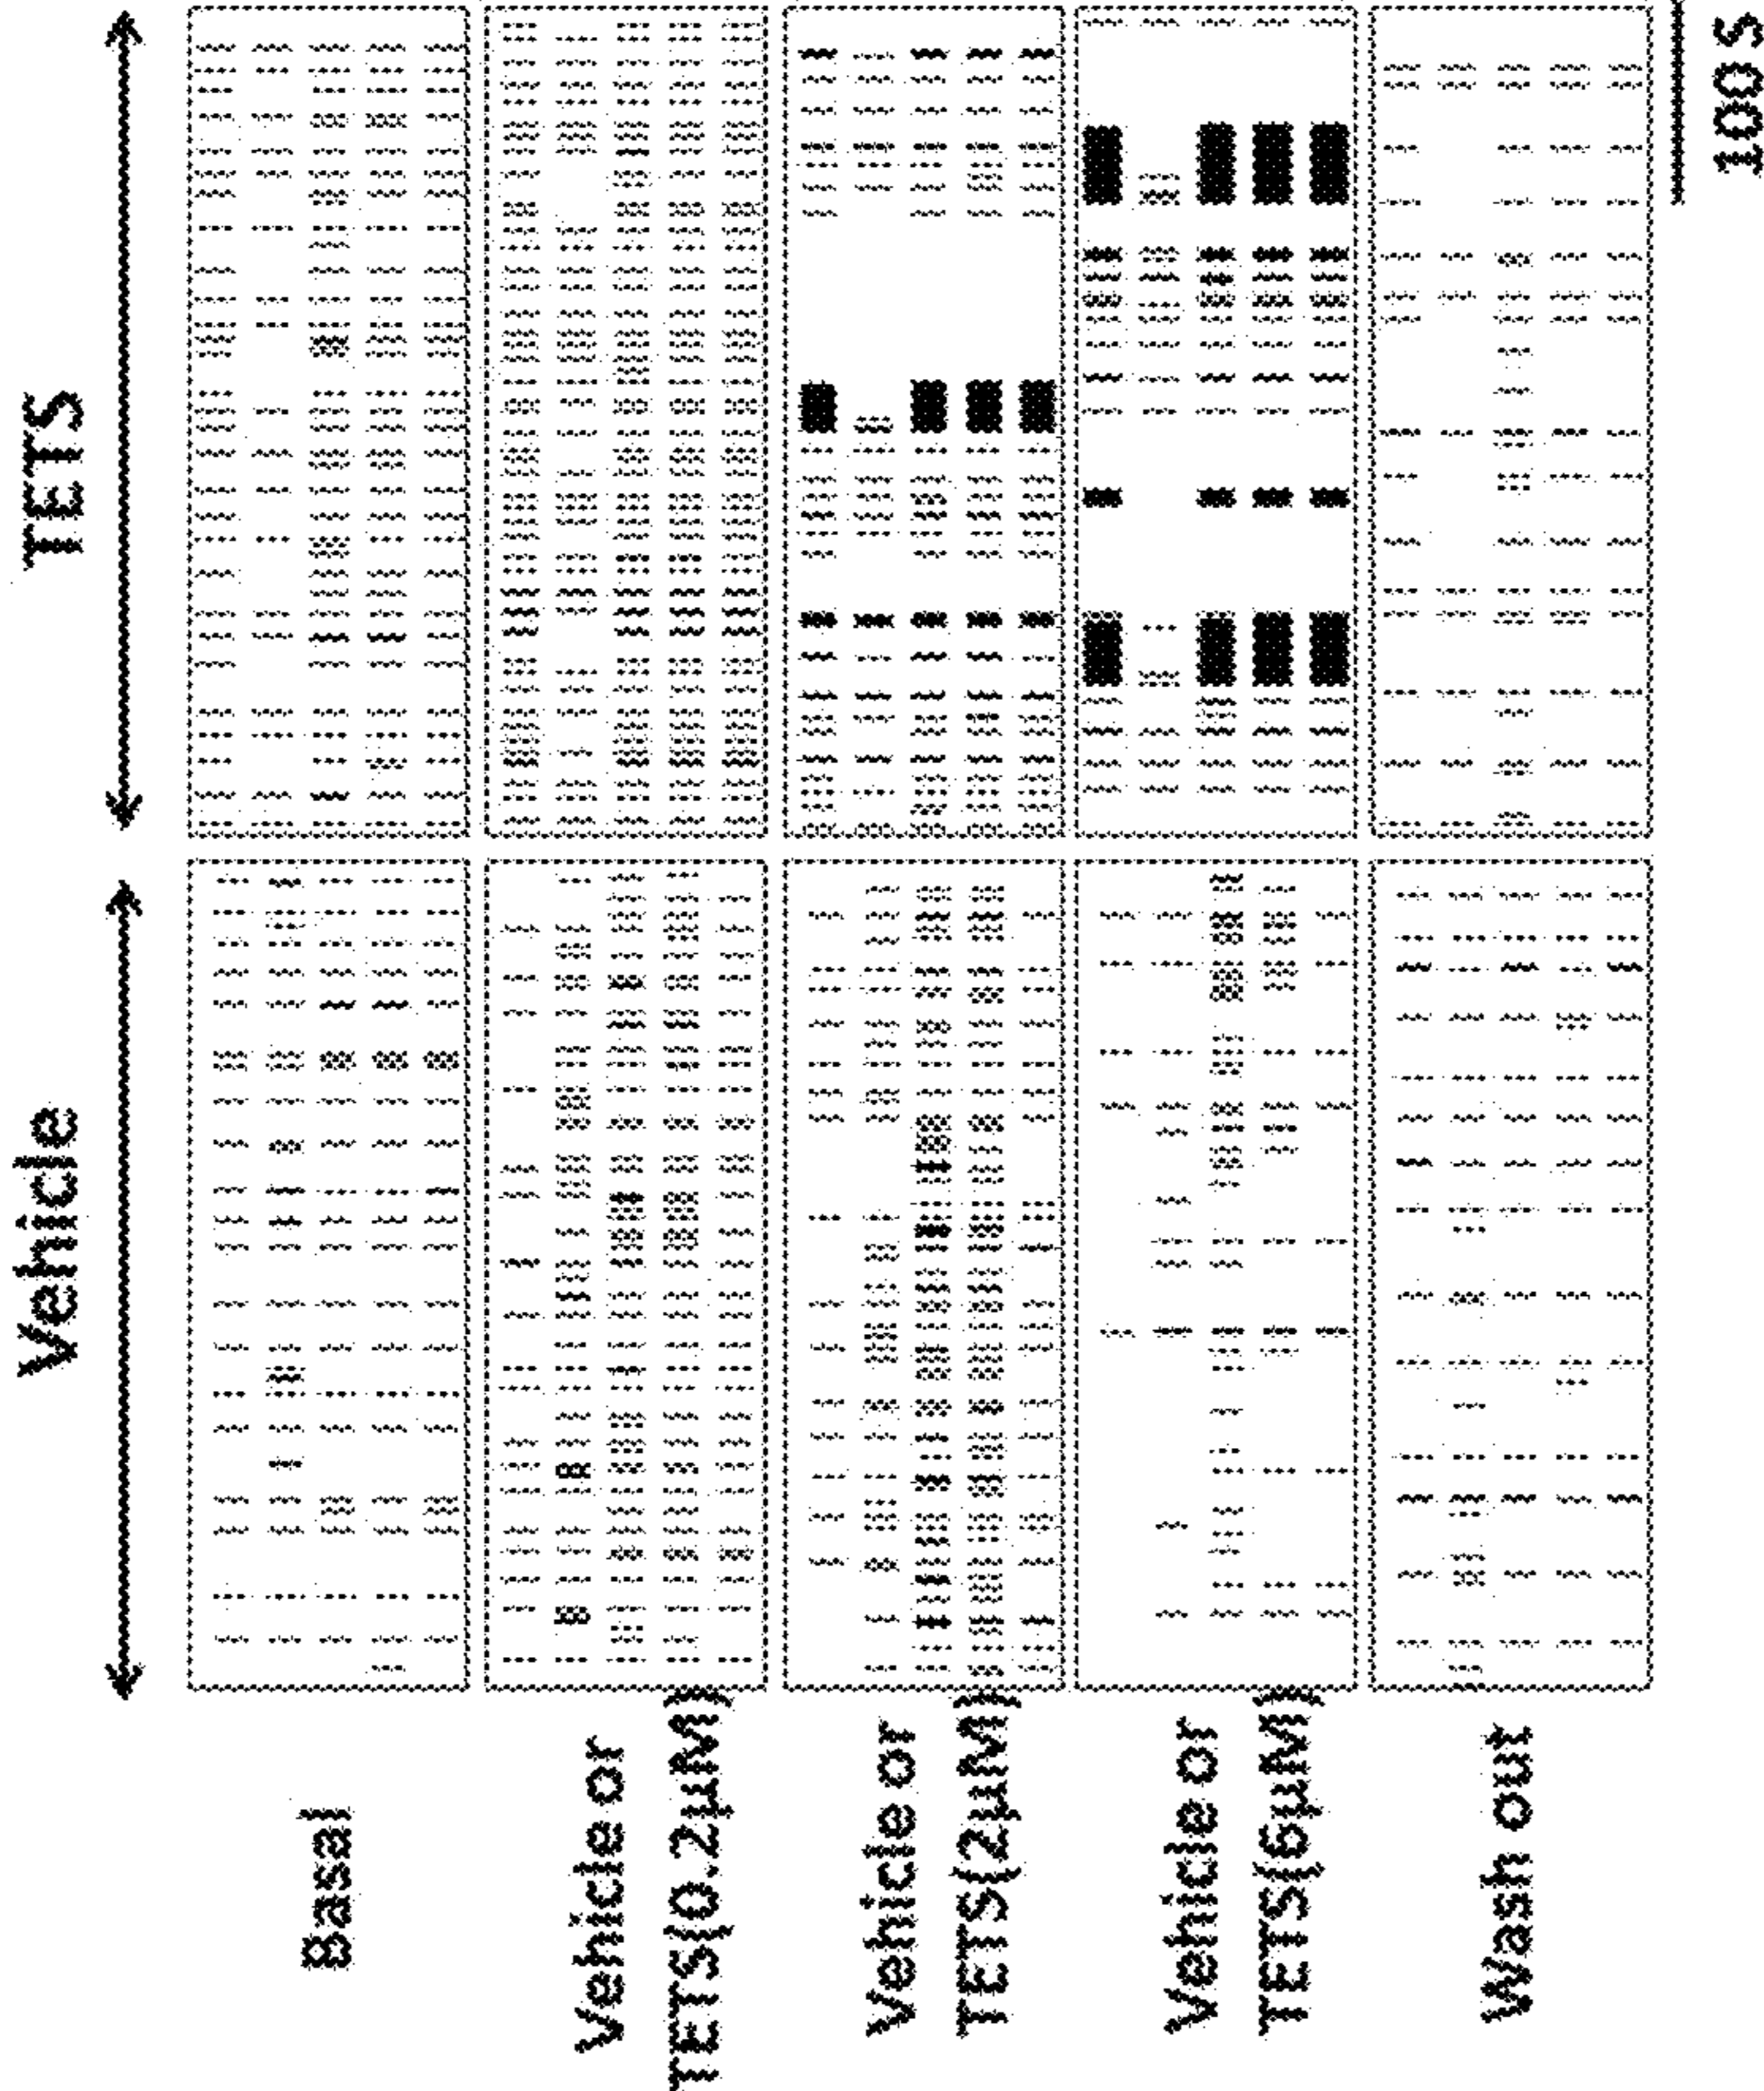 Vehicle
TETS
Basal
Vehicle or
TETS(0.2µM)
Vehicle or
TETS(2µM)
Vehicle or
TETS(6µM)
Wash out
100 S